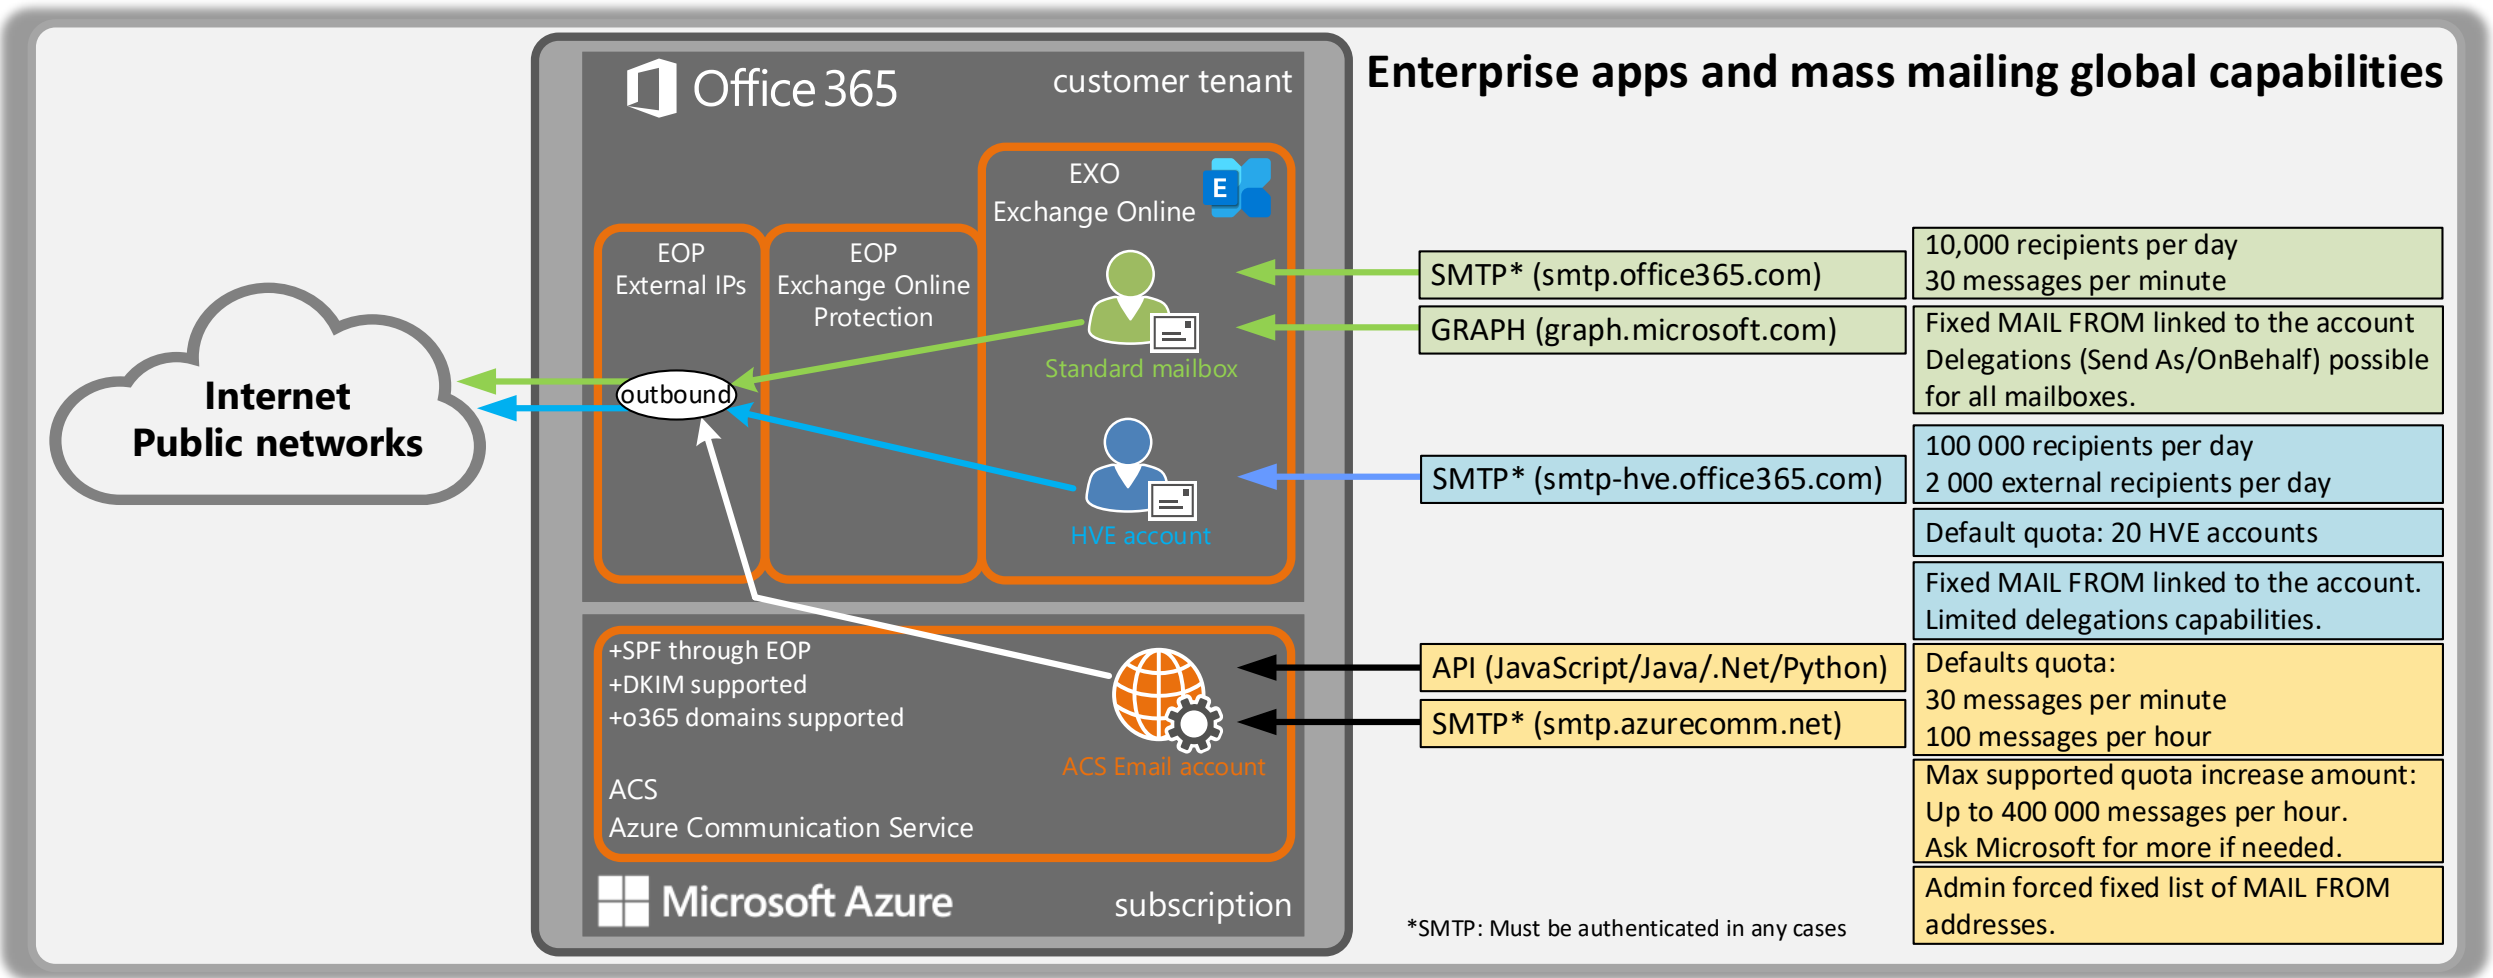 Enterprise apps and mass mailing global capabilities
Office 365
customer tenant
EXO
Exchange Online
E
EOP
External IPs
EOP
Exchange Online
Protection
Standard mailbox
outbound
HVE account
Internet
Public networks
SMTP* (smtp.office365.com)
GRAPH (graph.microsoft.com)
10,000 recipients per day
30 messages per minute
Fixed MAIL FROM linked to the account
Delegations (Send As/OnBehalf) possible
for all mailboxes.
SMTP* (smtp-hve.office365.com)
100 000 recipients per day
2 000 external recipients per day
Default quota: 20 HVE accounts
Fixed MAIL FROM linked to the account.
Limited delegations capabilities.
+SPF through EOP
+DKIM supported
+o365 domains supported
ACS Email account
ACS
Azure Communication Service
Microsoft Azure
subscription
API (JavaScript/Java/.Net/Python)
SMTP* (smtp.azurecomm.net)
Defaults quota:
30 messages per minute
100 messages per hour
Max supported quota increase amount:
Up to 400 000 messages per hour.
Ask Microsoft for more if needed.
Admin forced fixed list of MAIL FROM
addresses.
*SMTP: Must be authenticated in any cases